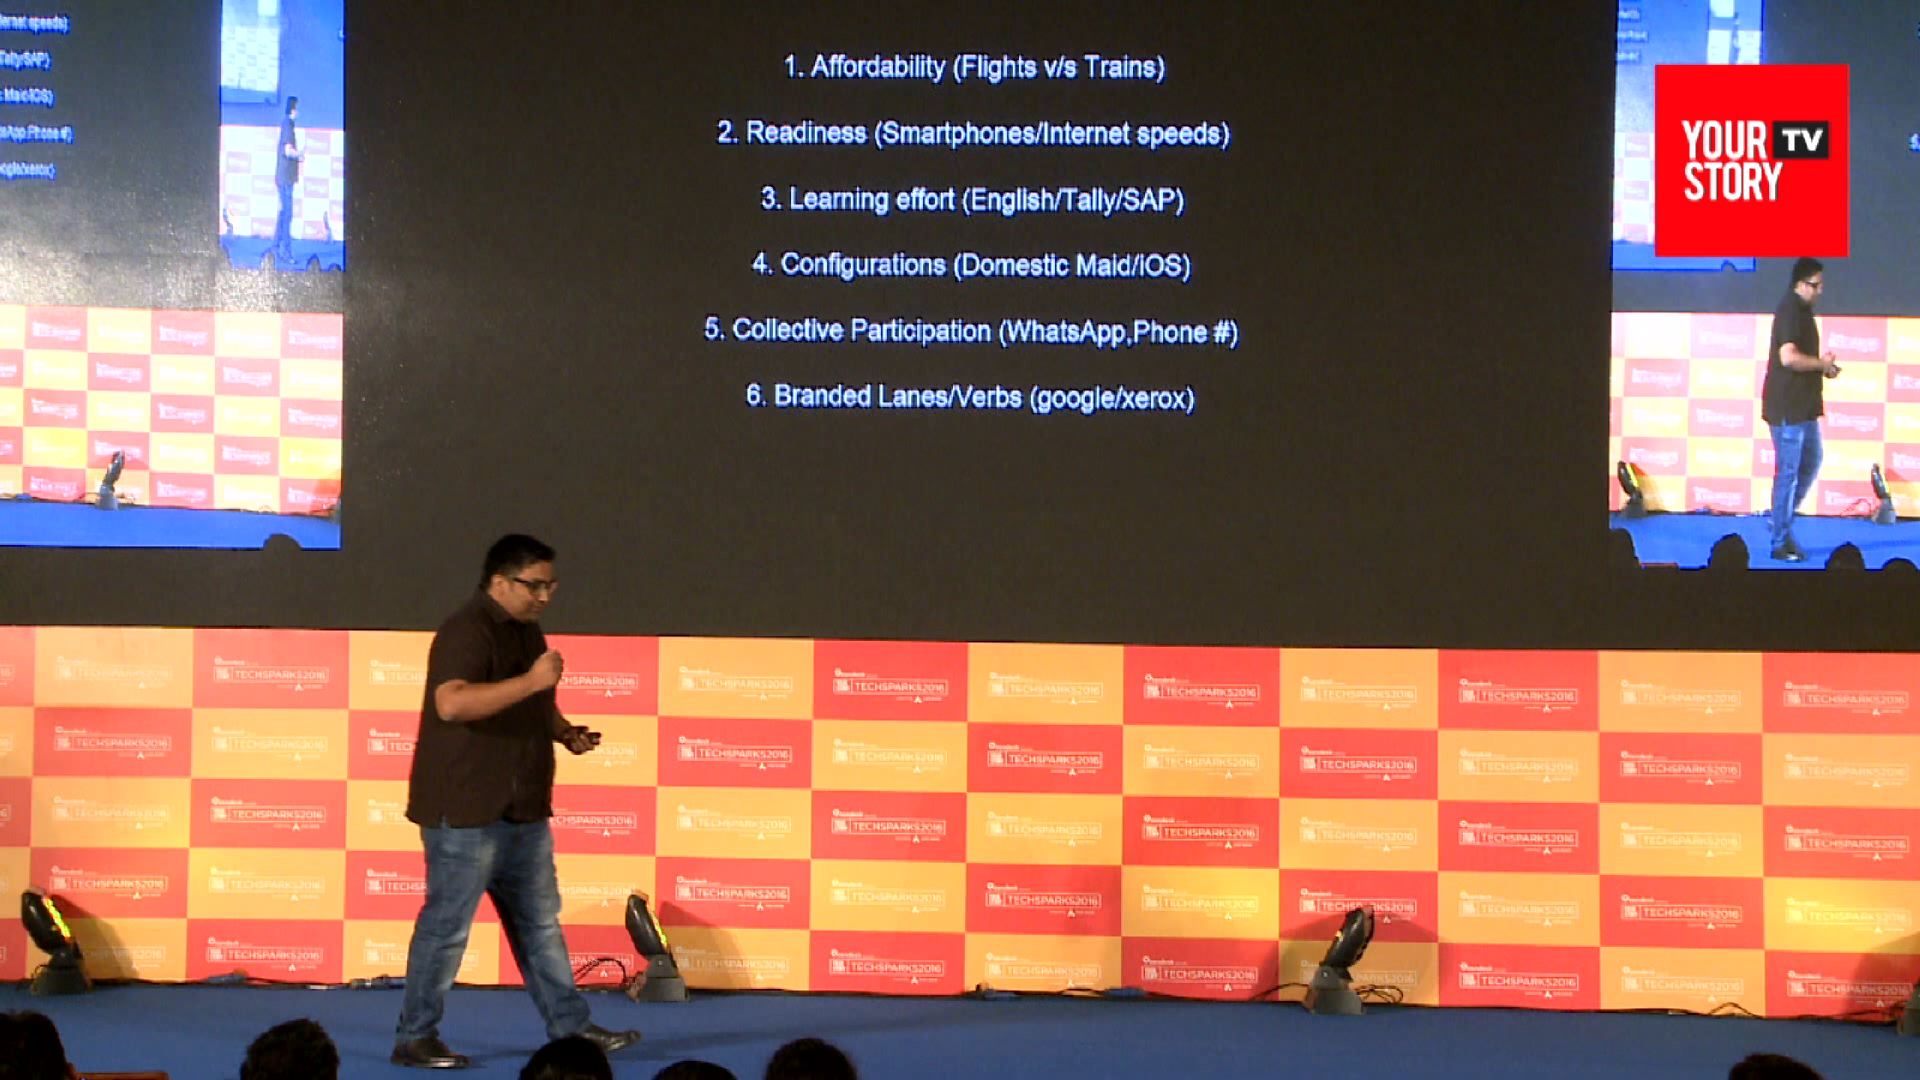 1. Affordability (Flights v/s Trains)
2. Readiness (Smartphones/Internet speeds)
3. Learning effort (English/Tally/SAP)
4. Configurations (Domestic Maid/iOS)
5. Collective Participation (WhatsApp,Phone #)
6. Branded Lanes/Verbs (google/xerox)
YOUR TV
STORY
TECHSPARKS2016